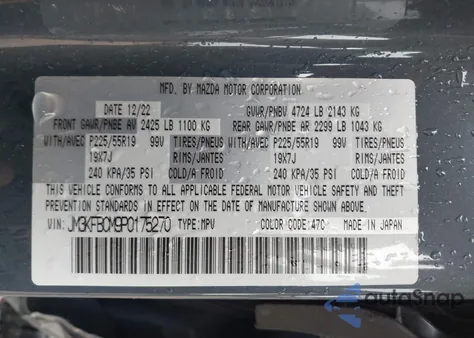 MFD. BY MAZDA MOTOR CORPORATION.
DATE 12/22 GVWR/PNBV 4724 LB 2143 KG
FRONT GAWR/PNBE AV 2425 LB 1100 KG REAR GAWR/PNBE AR 2299 LB 1043 KG
WITH/AVEC P225/55R19 99V TIRES/PNEUS WITH/AVEC P225/55R19 99V TIRES/PNEUS
19X7J RIMS/JANTES 19X7J RIMS/JANTES
240 KPA/35 PSI COLD/A FROID 240 KPA/35 PSI COLD/A FROID
THIS VEHICLE CONFORMS TO ALL APPLICABLE FEDERAL MOTOR VEHICLE SAFETY AND THEFT
PREVENTION STANDARDS IN EFFECT ON THE DATE OF MANUFACTURE SHOWN ABOVE.
VIN: JM3KFBCM9P0175270 TYPE:MPV COLOR CODE:47C MADE IN JAPAN
autoSnap